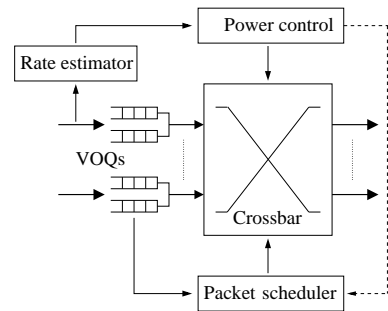 Power control
Rate estimator
VOQs
Crossbar
Packet scheduler